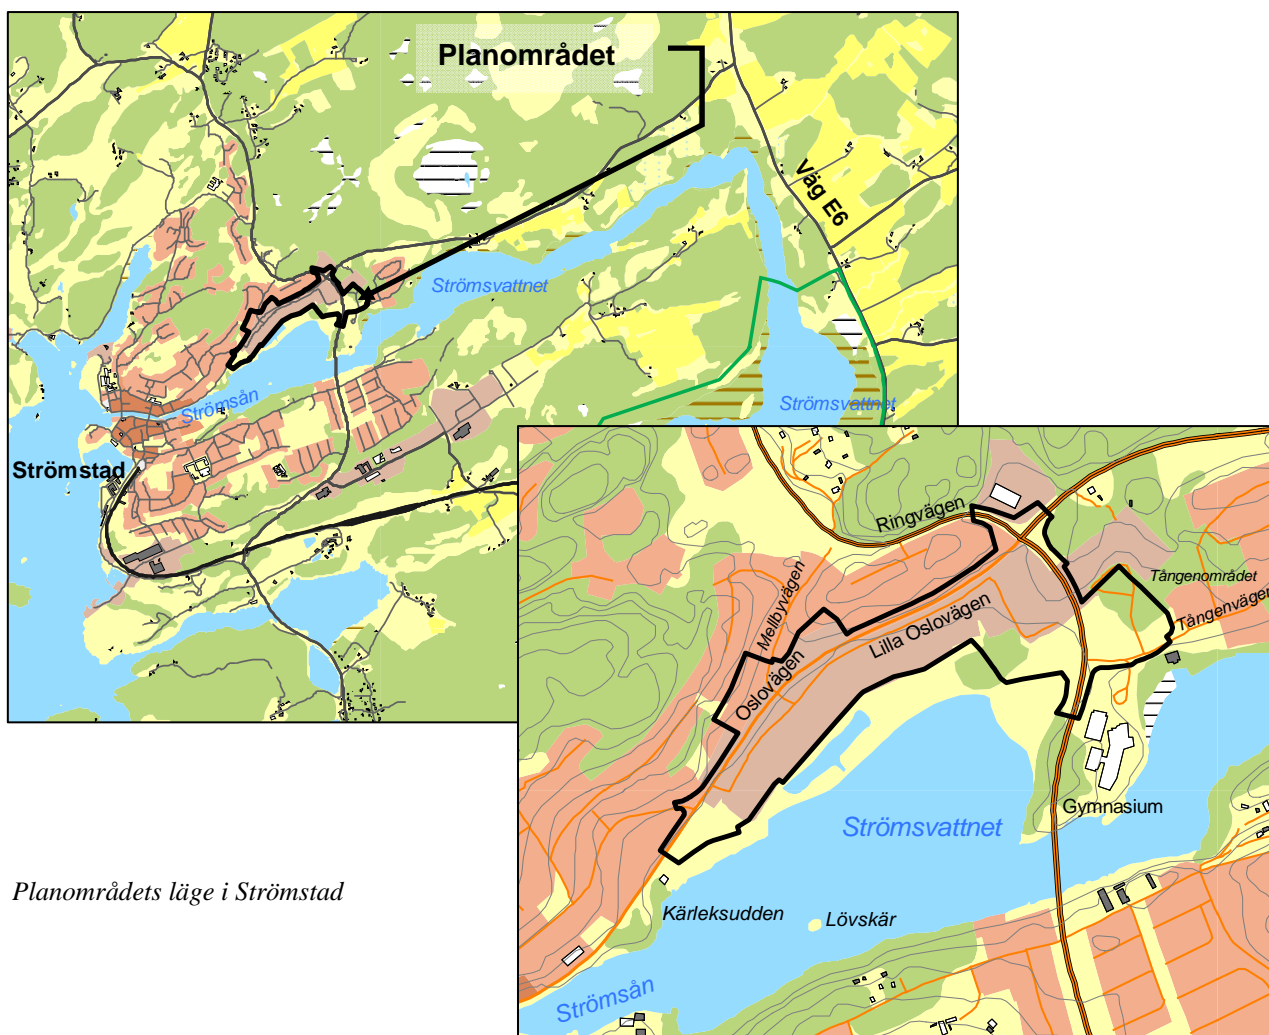 Planområdet
Väg E6
Strömsvattnet
Strömsån
Strömsvattnet
Strömstad
Ringvägen
Tångenområdet
Mellbyvägen
Tångenvägen
Lilla Oslovägen
Oslovägen
Gymnasium
Strömsvattnet
Planområdets läge i Strömstad
Kärleksudden
Lövskär
Strömsån